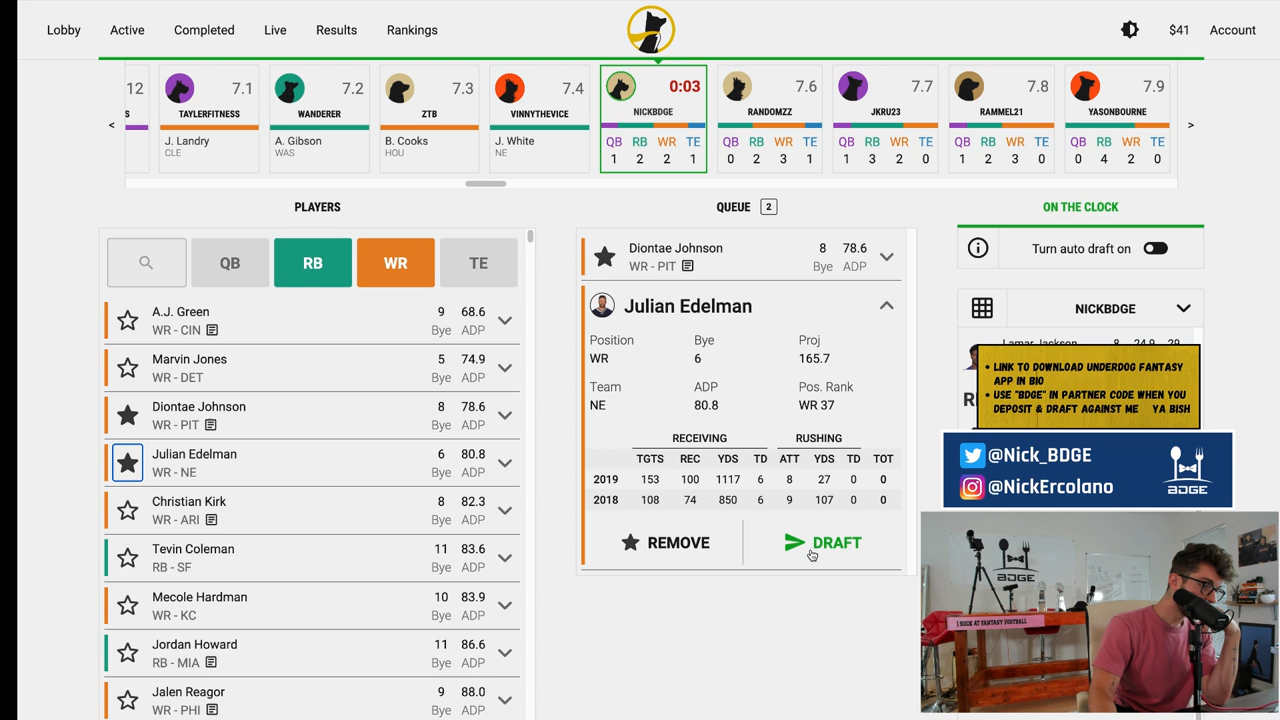 Lobby Active Completed Live Results Rankings $41 Account
12 7.1 7.2 7.3 7.4 0:03 7.6 7.7 7.8 7.9
S TAYLERFITNESS WANDERER ZTB VINNYTHEVICE NICKBDGE RANDOMZZ JKRU23 RAMMEL21 YASONBOURNE
< J. Landry A. Gibson B. Cooks J. White QB RB WR TE QB RB WR TE QB RB WR TE QB RB WR TE QB RB WR TE >
CLE WAS HOU NE 1 2 2 1 0 2 3 1 1 3 2 0 1 2 3 0 0 4 2 0
PLAYERS
QB RB WR TE
A.J. Green 9 68.6
WR - CIN Bye ADP
Marvin Jones 5 74.9
WR - DET Bye ADP
Diontae Johnson 8 78.6
WR - PIT Bye ADP
Julian Edelman 6 80.8
WR - NE Bye ADP
Christian Kirk 8 82.3
WR - ARI Bye ADP
Tevin Coleman 11 83.6
RB - SF Bye ADP
Mecole Hardman 10 83.9
WR - KC Bye ADP
Jordan Howard 11 86.6
RB - MIA Bye ADP
Jalen Reagor 9 88.0
WR - PHI Bye ADP
QUEUE 2
Diontae Johnson 8 78.6
WR - PIT Bye ADP
Julian Edelman
Position Bye Proj
WR 6 165.7
Team ADP Pos. Rank
NE 80.8 WR 37
RECEIVING RUSHING
TGTS REC YDS TD ATT YDS TD TOT
2019 153 100 1117 6 8 27 0 0
2018 108 74 850 6 9 107 0 0
REMOVE DRAFT
ON THE CLOCK
Turn auto draft on
NICKBDGE
Lamar Jackson 8 24.9 29
• LINK TO DOWNLOAD UNDERDOG FANTASY
APP IN BIO
• USE "BDGE" IN PARTNER CODE WHEN YOU
DEPOSIT & DRAFT AGAINST ME YA BISH
@Nick_BDGE
@NickErcolano
BDGE
BDGE
I SUCK AT FANTASY FOOTBALL